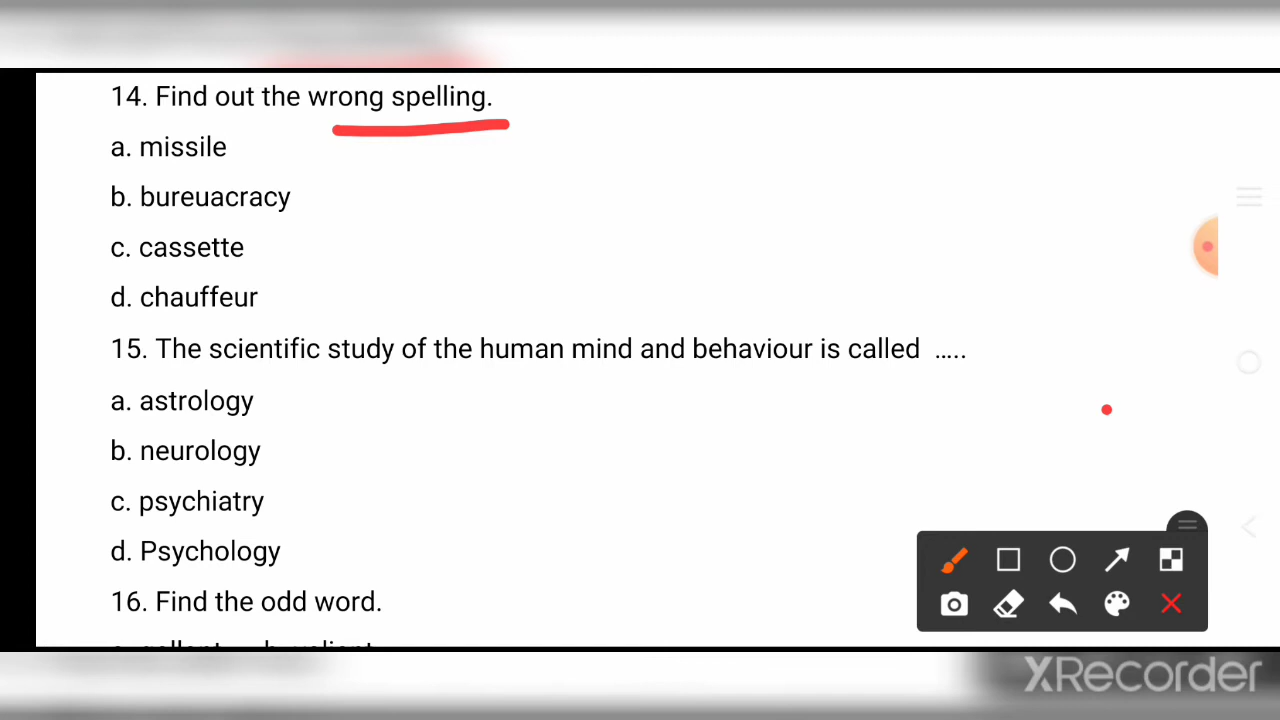 14. Find out the wrong spelling.
a. missile
b. bureuacracy
c. cassette
d. chauffeur
15. The scientific study of the human mind and behaviour is called …..
a. astrology
b. neurology
c. psychiatry
d. Psychology
16. Find the odd word.
XRecorder